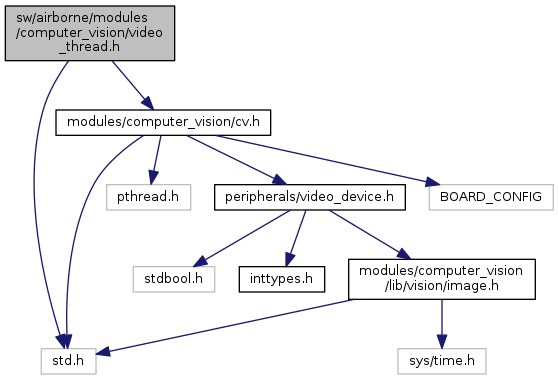 sw/airborne/modules
/computer_vision/video
_thread.h
modules/computer_vision/cv.h
pthread.h
peripherals/video_device.h
BOARD_CONFIG
stdbool.h
inttypes.h
modules/computer_vision
/lib/vision/image.h
std.h
sys/time.h